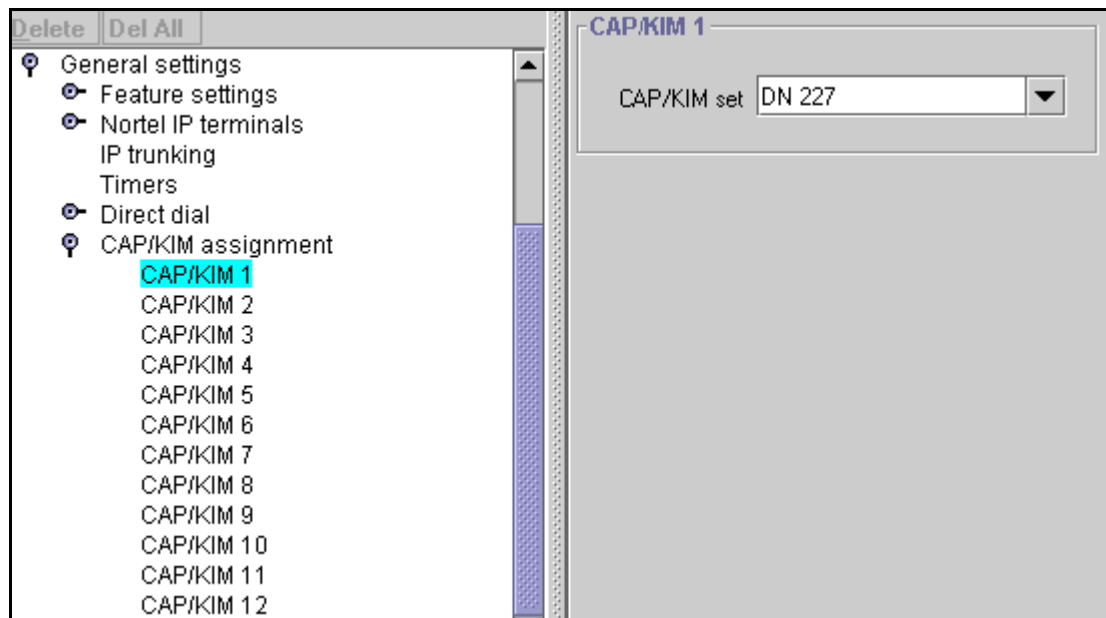 Delete Del All
General settings
Feature settings
Nortel IP terminals
IP trunking
Timers
Direct dial
CAP/KIM assignment
CAP/KIM 1
CAP/KIM 2
CAP/KIM 3
CAP/KIM 4
CAP/KIM 5
CAP/KIM 6
CAP/KIM 7
CAP/KIM 8
CAP/KIM 9
CAP/KIM 10
CAP/KIM 11
CAP/KIM 12
CAP/KIM 1
CAP/KIM set DN 227